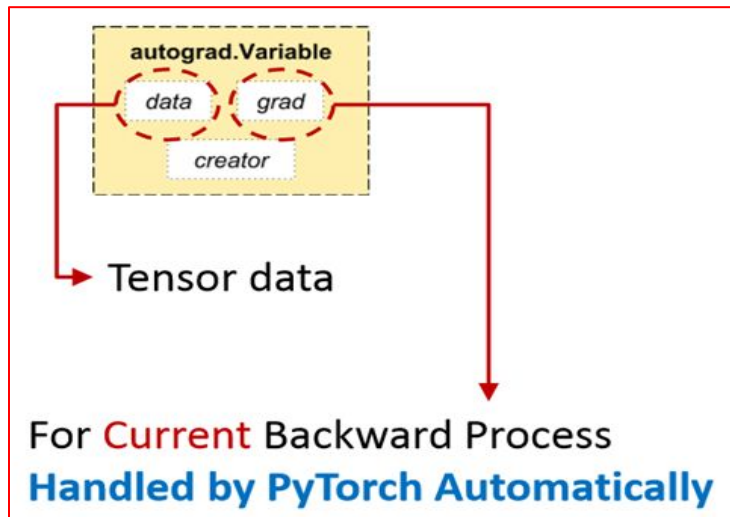 autograd.Variable
data grad
creator
Tensor data
For Current Backward Process
Handled by PyTorch Automatically